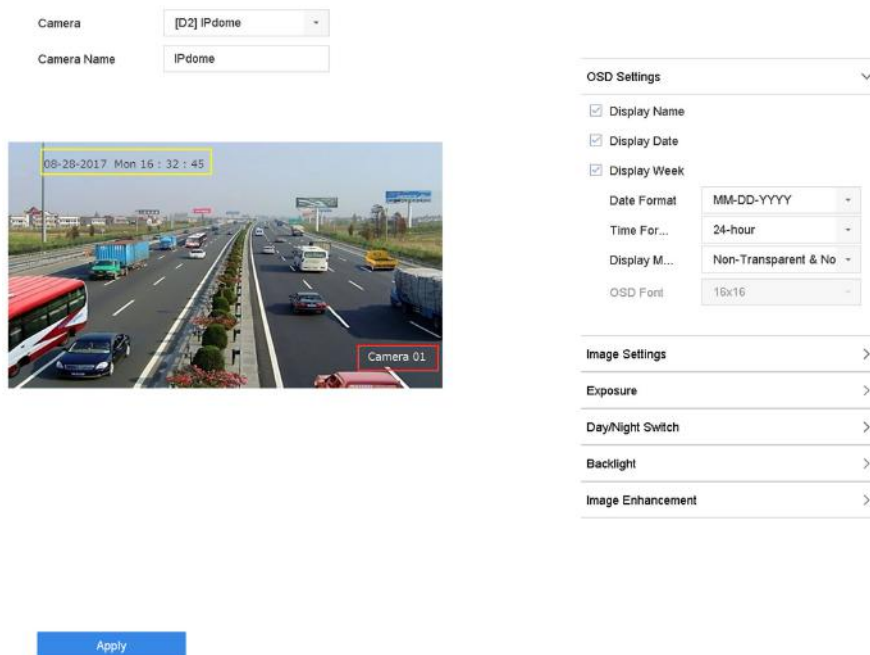 Camera [D2] IPdome
Camera Name IPdome
08-28-2017 Mon 16 : 32 : 45
Camera 01
OSD Settings
Display Name
Display Date
Display Week
Date Format MM-DD-YYYY
Time For... 24-hour
Display M... Non-Transparent & No
OSD Font 16x16
Image Settings
Exposure
Day/Night Switch
Backlight
Image Enhancement
Apply